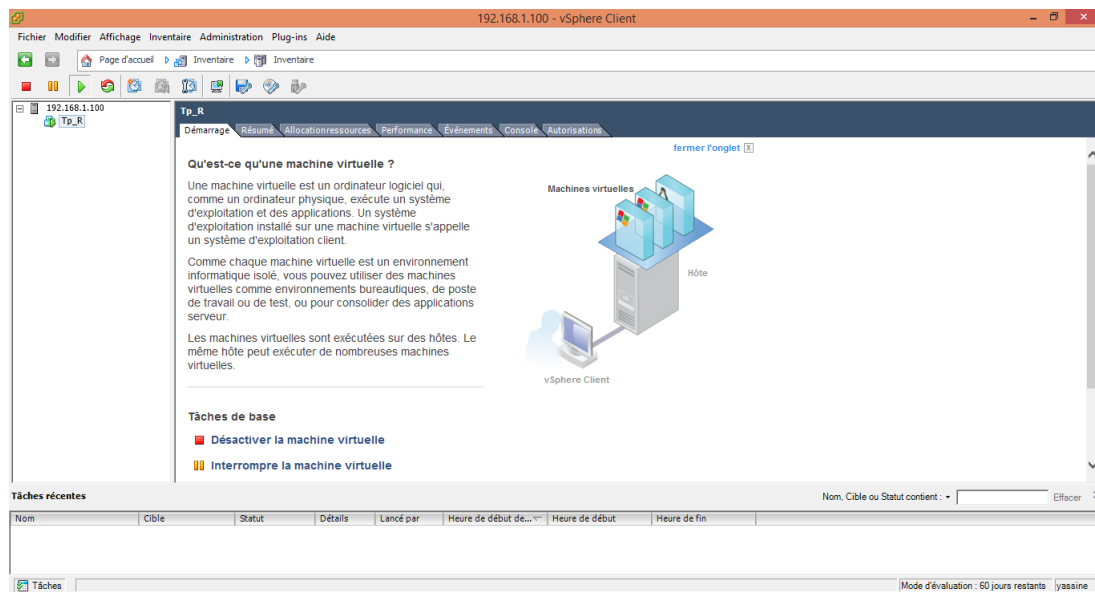 192.168.1.100 - vSphere Client
Fichier Modifier Affichage Inventaire Administration Plug-ins Aide
Page d'accueil Inventaire Inventaire
192.168.1.100
Tp_R
Tp_R
Démarrage Résumé Allocationressources Performance Événements Console Autorisations
fermer l'onglet X
Qu'est-ce qu'une machine virtuelle ?
Une machine virtuelle est un ordinateur logiciel qui,
comme un ordinateur physique, exécute un système
d'exploitation et des applications. Un système
d'exploitation installé sur une machine virtuelle s'appelle
un système d'exploitation client.
Comme chaque machine virtuelle est un environnement
informatique isolé, vous pouvez utiliser des machines
virtuelles comme environnements bureautiques, de poste
de travail ou de test, ou pour consolider des applications
serveur.
Les machines virtuelles sont exécutées sur des hôtes. Le
même hôte peut exécuter de nombreuses machines
virtuelles.
Machines virtuelles
Hôte
vSphere Client
Tâches de base
Désactiver la machine virtuelle
Interrompre la machine virtuelle
Tâches récentes
Nom, Cible ou Statut contient : Effacer
Nom Cible Statut Détails Lancé par Heure de début de... Heure de début Heure de fin
Tâches
Mode d'évaluation : 60 jours restants yassine